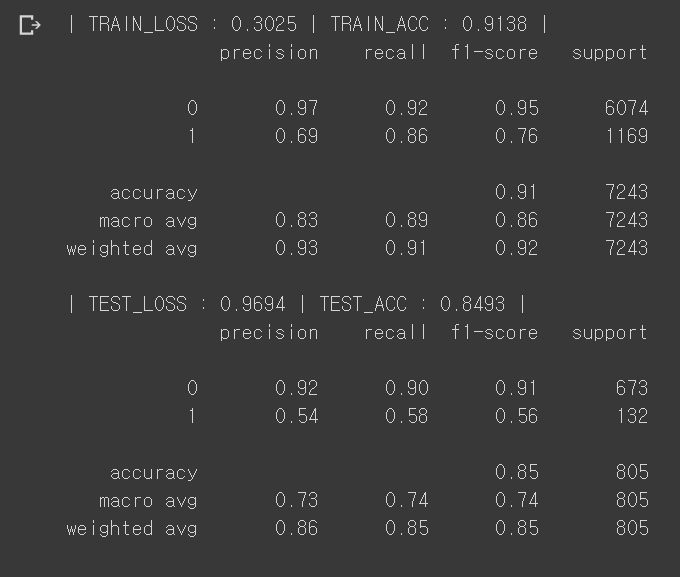 | TRAIN_LOSS : 0.3025 | TRAIN_ACC : 0.9138 |
precision recall f1-score support
0 0.97 0.92 0.95 6074
1 0.69 0.86 0.76 1169
accuracy 0.91 7243
macro avg 0.83 0.89 0.86 7243
weighted avg 0.93 0.91 0.92 7243
| TEST_LOSS : 0.9694 | TEST_ACC : 0.8493 |
precision recall f1-score support
0 0.92 0.90 0.91 673
1 0.54 0.58 0.56 132
accuracy 0.85 805
macro avg 0.73 0.74 0.74 805
weighted avg 0.86 0.85 0.85 805